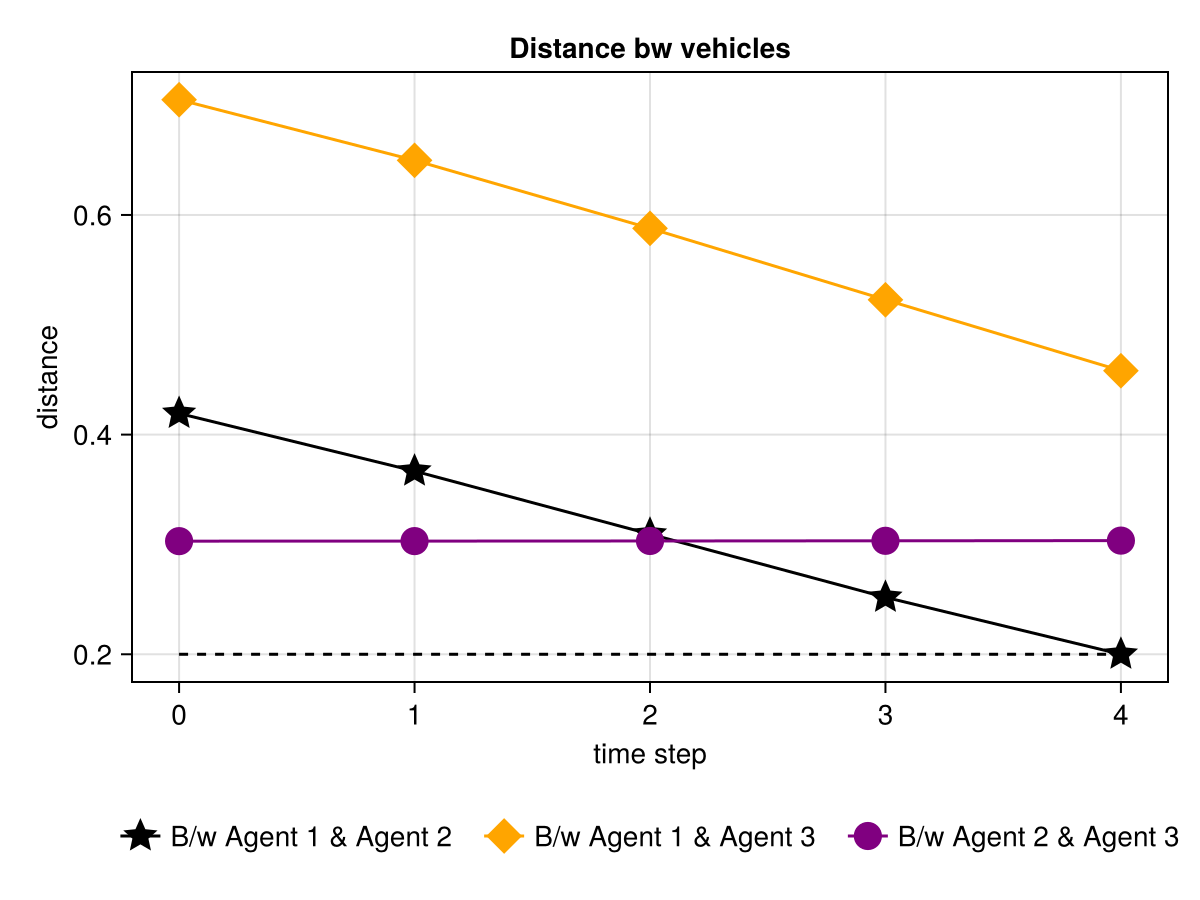 Distance bw vehicles
distance
0.6
0.4
0.2
0 1 2 3 4
time step
B/w Agent 1 & Agent 2 B/w Agent 1 & Agent 3 B/w Agent 2 & Agent 3